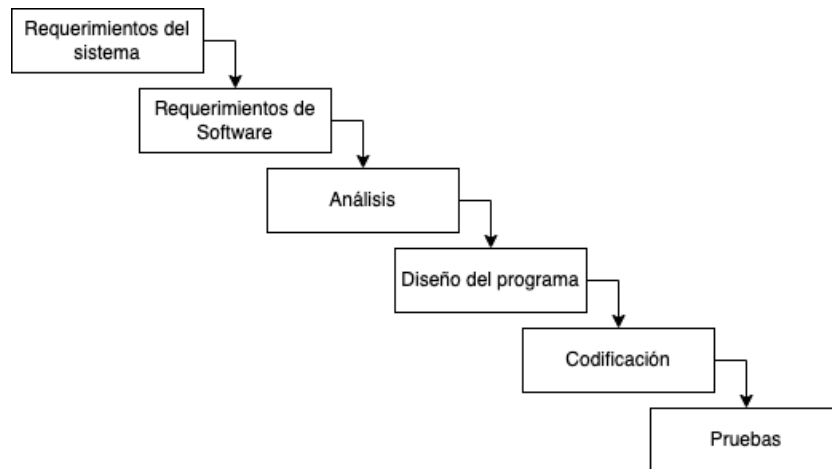 Requerimientos del
sistema
Requerimientos de
Software
Análisis
Diseño del programa
Codificación
Pruebas